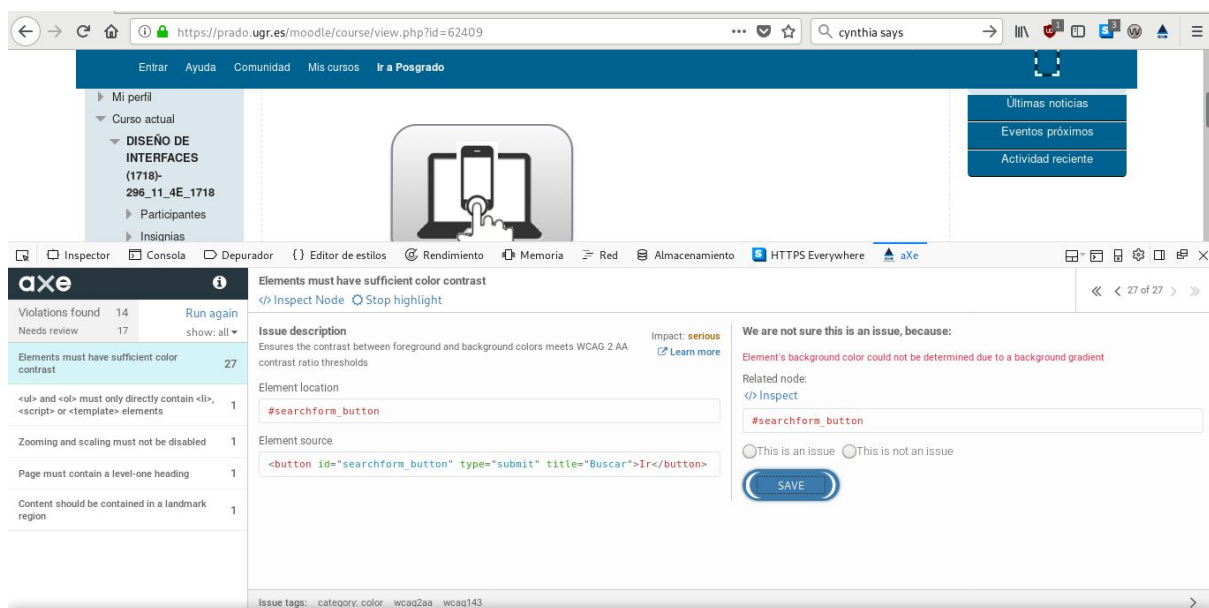 https://prado.ugr.es/moodle/course/view.php?id=62409
cynthia says
1
3
Entrar Ayuda Comunidad Mis cursos Ir a Posgrado
Mi perfil
Curso actual
DISEÑO DE
INTERFACES
(1718)-
296_11_4E_1718
Participantes
Insignias
Últimas noticias
Eventos próximos
Actividad reciente
Inspector Consola Depurador {} Editor de estilos Rendimiento Memoria Red Almacenamiento S HTTPS Everywhere aXe
axe
Violations found 14 Run again
Needs review 17 show: all
Elements must have sufficient color
contrast 27
<ul> and <ol> must only directly contain <li>,
<script> or <template> elements 1
Zooming and scaling must not be disabled 1
Page must contain a level-one heading 1
Content should be contained in a landmark
region 1
Elements must have sufficient color contrast
</> Inspect Node Stop highlight
27 of 27
Issue description
Impact: serious
Ensures the contrast between foreground and background colors meets WCAG 2 AA
contrast ratio thresholds
Learn more
Element location
#searchform_button
Element source
<button id="searchform_button" type="submit" title="Buscar">Ir</button>
We are not sure this is an issue, because:
Element's background color could not be determined due to a background gradient
Related node:
</> Inspect
#searchform_button
This is an issue This is not an issue
SAVE
Issue tags: category: color wcag2aa wcag143